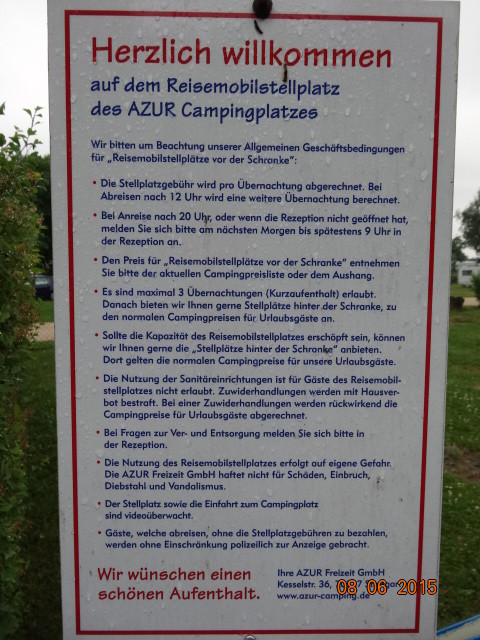 Herzlich willkommen
auf dem Reisemobilstellplatz
des AZUR Campingplatzes
Wir bitten um Beachtung unserer Allgemeinen Geschäftsbedingungen
für „Reisemobilstellplätze vor der Schranke":
• Die Stellplatzgebühr wird pro Übernachtung abgerechnet. Bei
Abreisen nach 12 Uhr wird eine weitere Übernachtung berechnet.
• Bei Anreise nach 20 Uhr, oder wenn die Rezeption nicht geöffnet hat,
melden Sie sich bitte am nächsten Morgen bis spätestens 9 Uhr in
der Rezeption an.
• Den Preis für „Reisemobilstellplätze vor der Schranke" entnehmen
Sie bitte der aktuellen Campingpreisliste oder dem Aushang.
• Es sind maximal 3 Übernachtungen (Kurzaufenthalt) erlaubt.
Danach bieten wir Ihnen gerne Stellplätze hinter der Schranke, zu
den normalen Campingpreisen für Urlaubsgäste an.
• Sollte die Kapazität des Reisemobilstellplatzes erschöpft sein, können
wir Ihnen gerne die „Stellplätze hinter der Schranke" anbieten.
Dort gelten die normalen Campingpreise für unsere Urlaubsgäste.
• Die Nutzung der Sanitäreinrichtungen ist für Gäste des Reisemobil-
stellplatzes nicht erlaubt. Zuwiderhandlungen werden mit Hausver-
bot bestraft. Bei einer Zuwiderhandlungen werden rückwirkend die
Campingpreise für Urlaubsgäste abgerechnet.
• Bei Fragen zur Ver- und Entsorgung melden Sie sich bitte in
der Rezeption.
• Die Nutzung des Reisemobilstellplatzes erfolgt auf eigene Gefahr.
Die AZUR Freizeit GmbH haftet nicht für Schäden, Einbruch,
Diebstahl und Vandalismus.
• Der Stellplatz sowie die Einfahrt zum Campingplatz
sind videoüberwacht.
• Gäste, welche abreisen, ohne die Stellplatzgebühren zu bezahlen,
werden ohne Einschränkung polizeilich zur Anzeige gebracht.
Wir wünschen einen
schönen Aufenthalt.
Ihre AZUR Freizeit GmbH
Kesselstr. 36,
www.azur-camping.de
08 06 2015